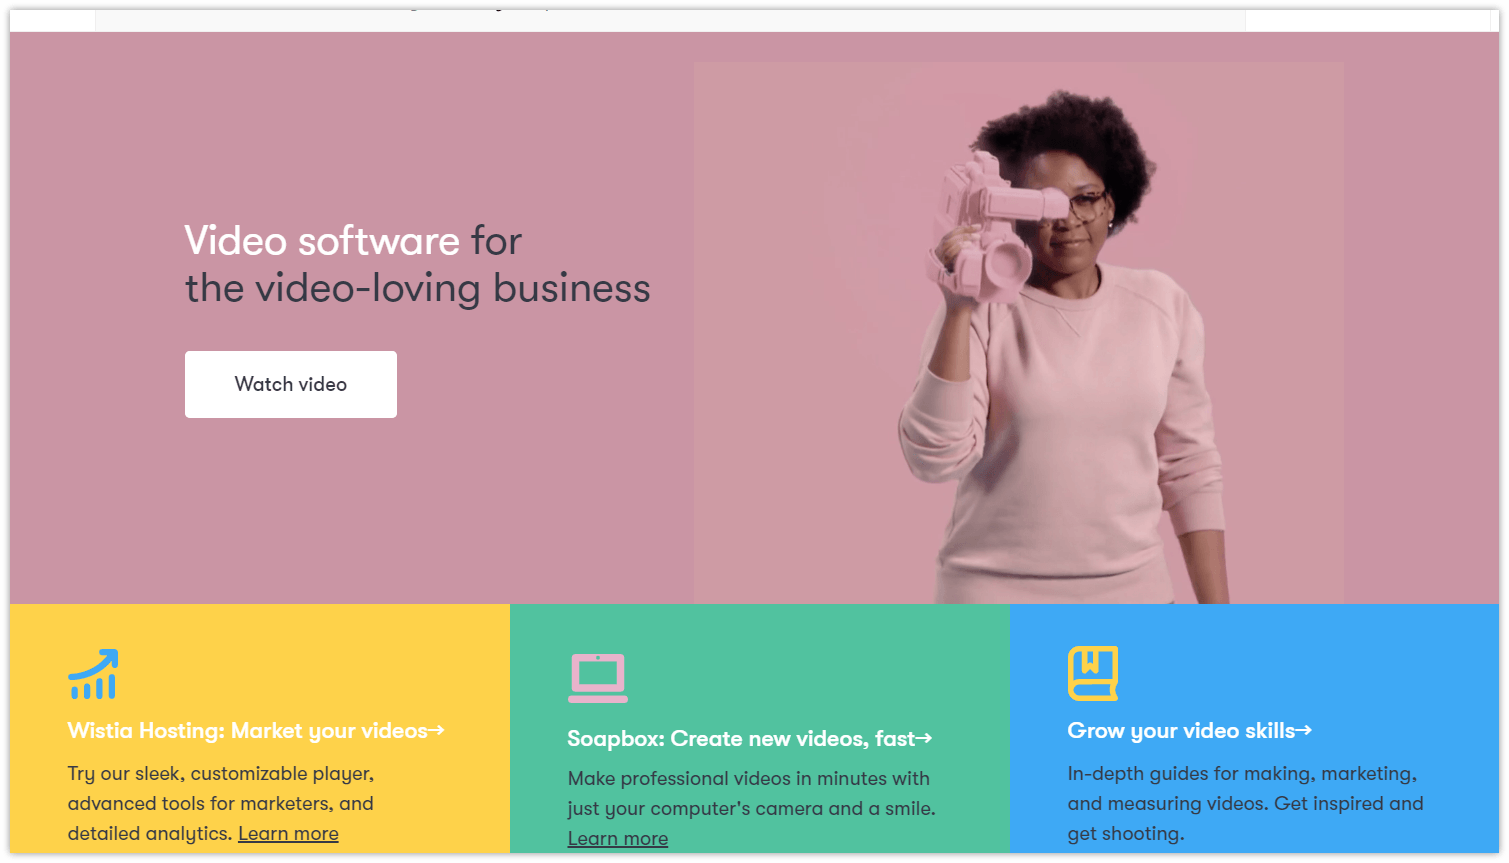 Video software for
the video-loving business
Watch video
Wistia Hosting: Market your videos→
Try our sleek, customizable player,
advanced tools for marketers, and
detailed analytics. Learn more
Soapbox: Create new videos, fast→
Make professional videos in minutes with
just your computer's camera and a smile.
Learn more
Grow your video skills→
In-depth guides for making, marketing,
and measuring videos. Get inspired and
get shooting.